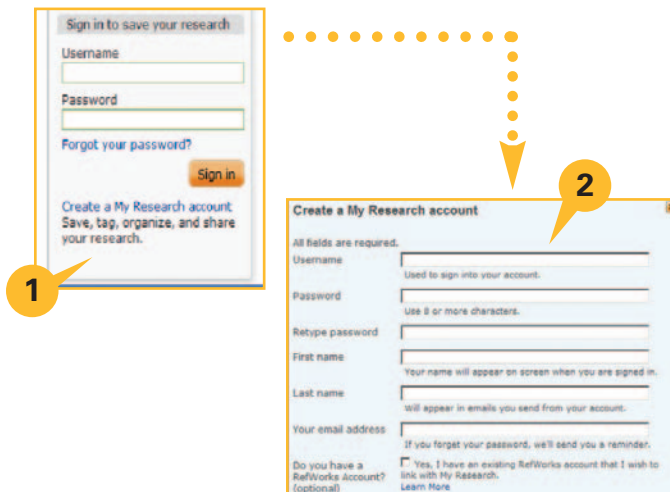 Sign in to save your research
Username
Password
Forgot your password?
Sign in
Create a My Research account
Save, tag, organize, and share
your research.
1
2
Create a My Research account
All fields are required.
Username
Used to sign into your account.
Password
Use 8 or more characters.
Retype password
First name
Your name will appear on screen when you are signed in.
Last name
Will appear in emails you send from your account.
Your email address
If you forget your password, we'll send you a reminder.
Do you have a
RefWorks Account?
(optional)
Yes, I have an existing RefWorks account that I wish to
link with My Research.
Learn More